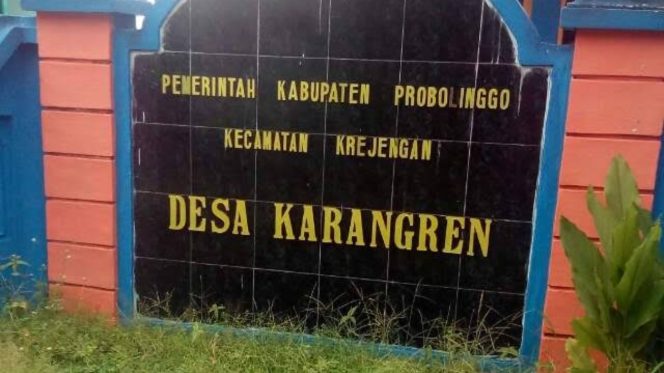 PEMERINTAH KABUPATEN PROBOLINGGO
KECAMATAN KREJENGAN
DESA KARANGREN